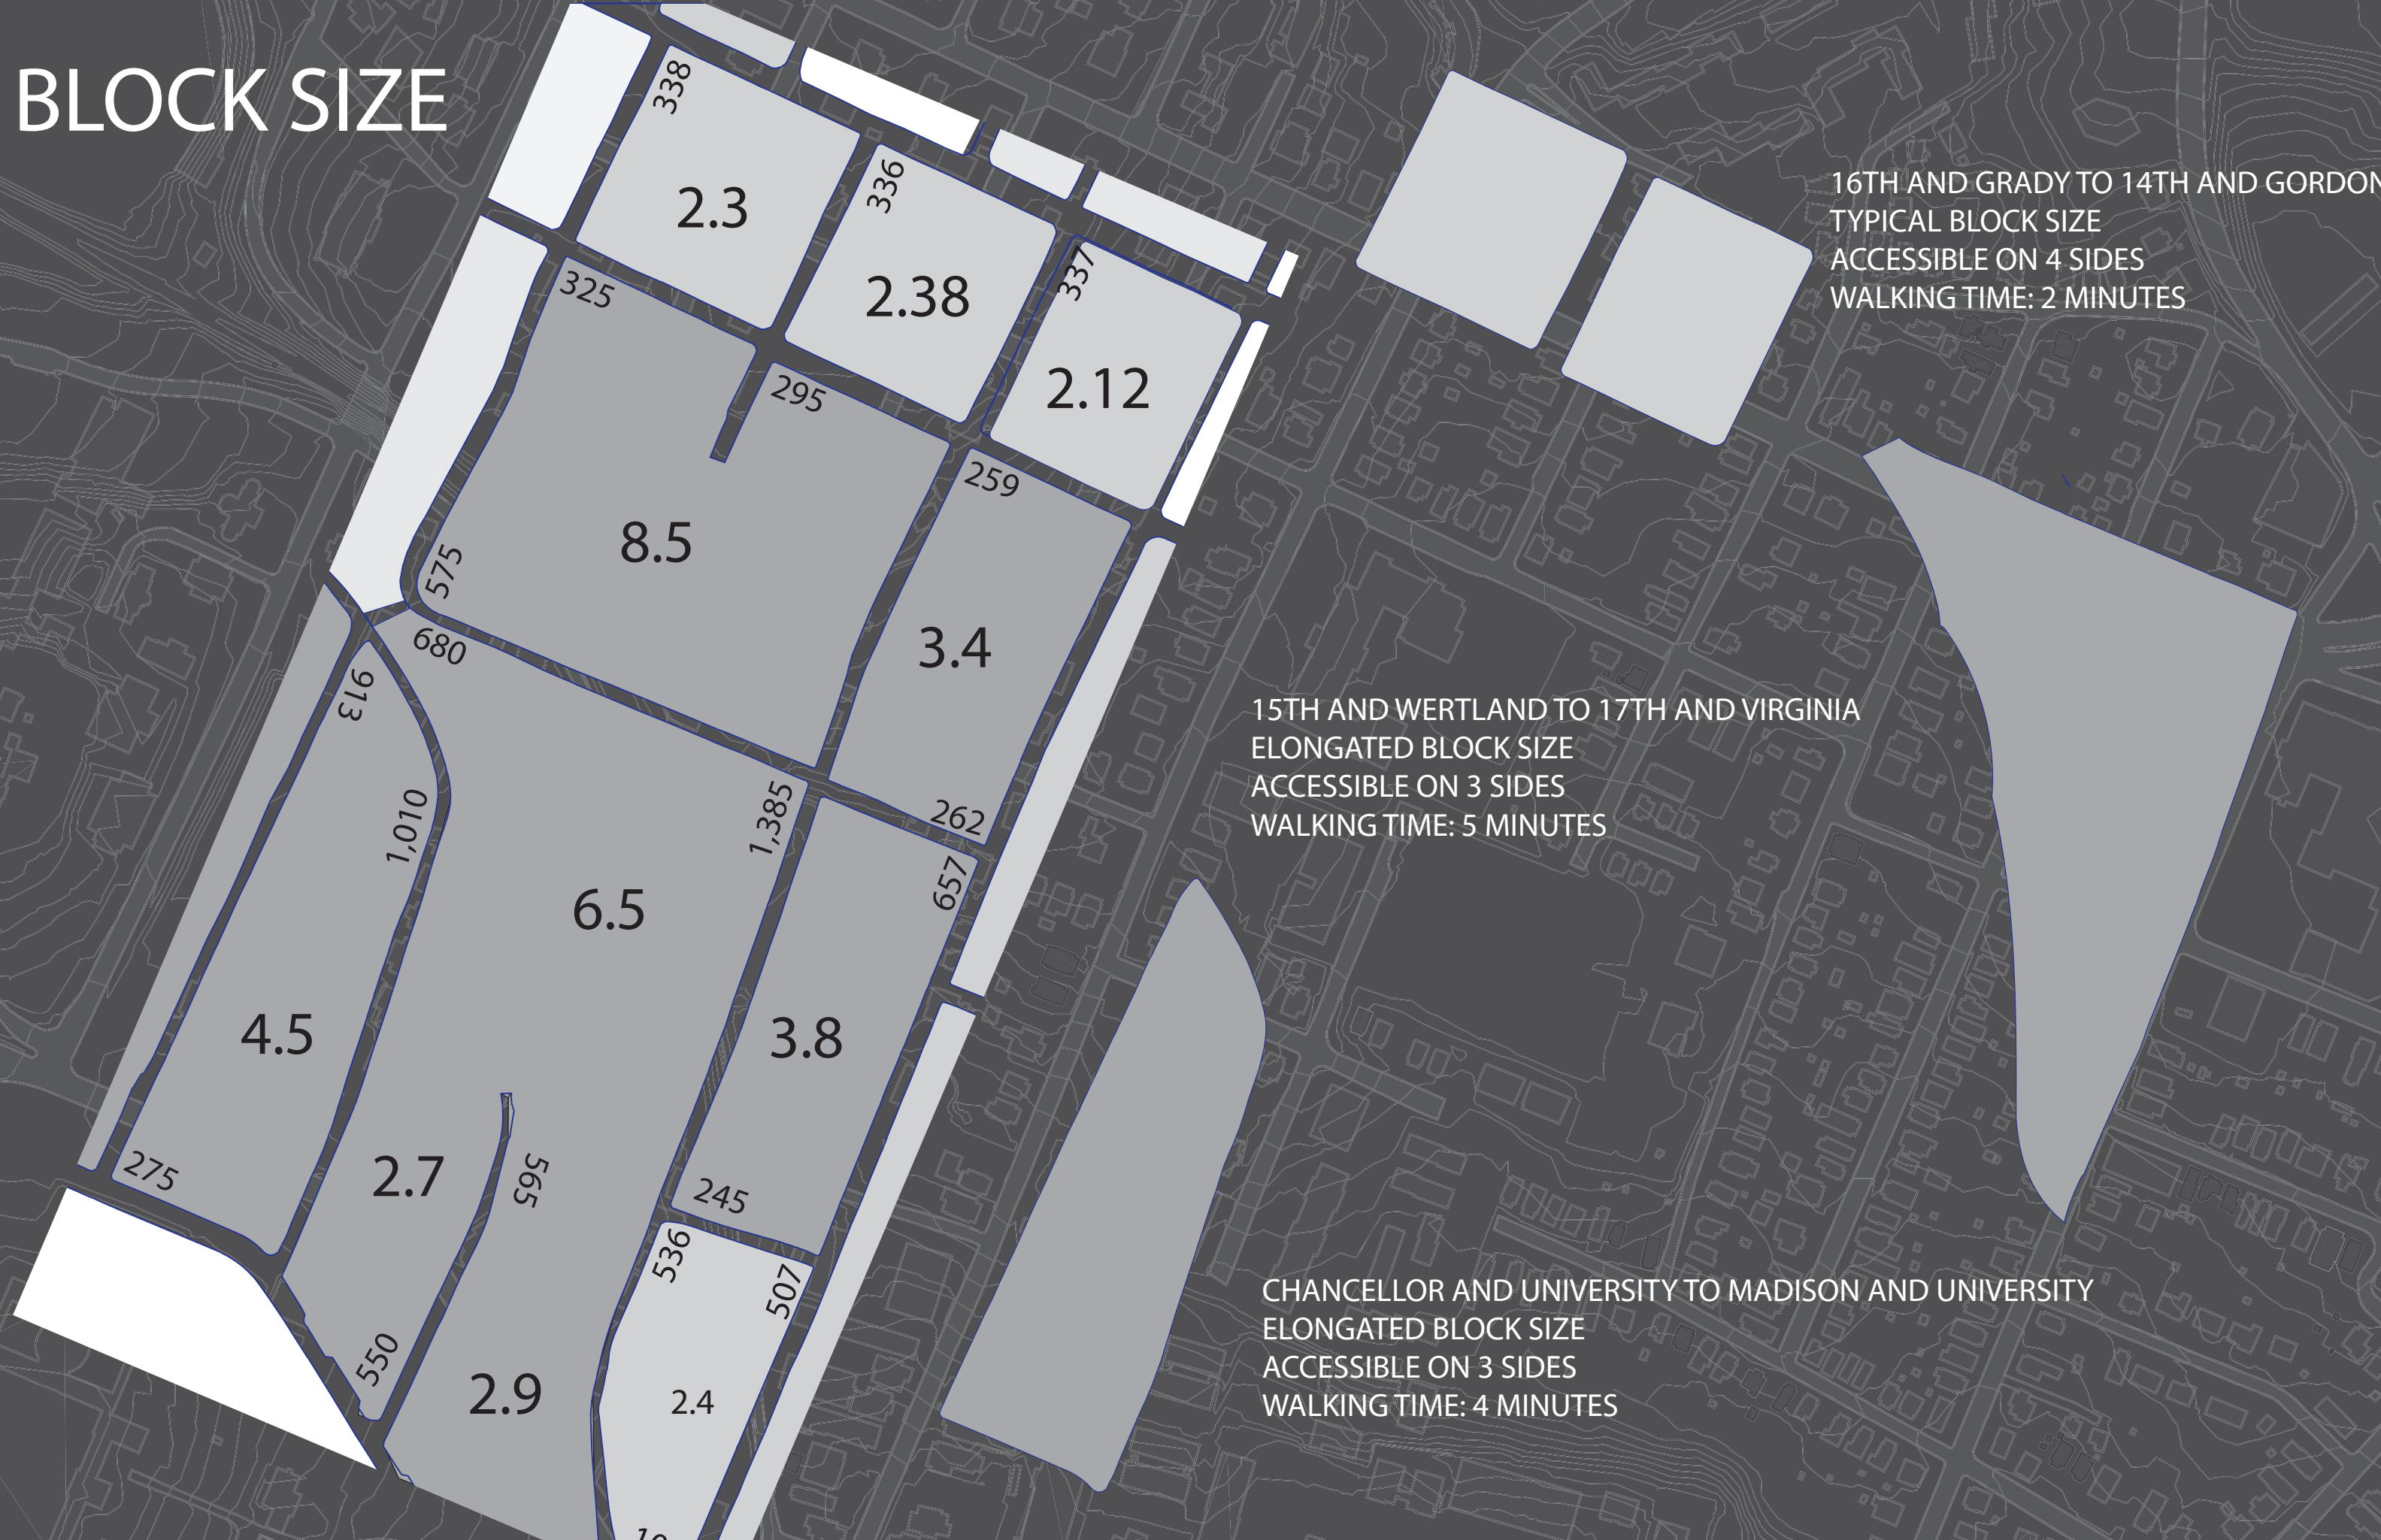 BLOCK SIZE
338
2.3
336
2.38
337
2.12
325
295
8.5
575
259
3.4
262
680
913
1,010
1,385
657
6.5
4.5
3.8
275
2.7
565
245
550
2.9
536
507
2.4
16TH AND GRADY TO 14TH AND GORDON
TYPICAL BLOCK SIZE
ACCESSIBLE ON 4 SIDES
WALKING TIME: 2 MINUTES
15TH AND WERTLAND TO 17TH AND VIRGINIA
ELONGATED BLOCK SIZE
ACCESSIBLE ON 3 SIDES
WALKING TIME: 5 MINUTES
CHANCELLOR AND UNIVERSITY TO MADISON AND UNIVERSITY
ELONGATED BLOCK SIZE
ACCESSIBLE ON 3 SIDES
WALKING TIME: 4 MINUTES